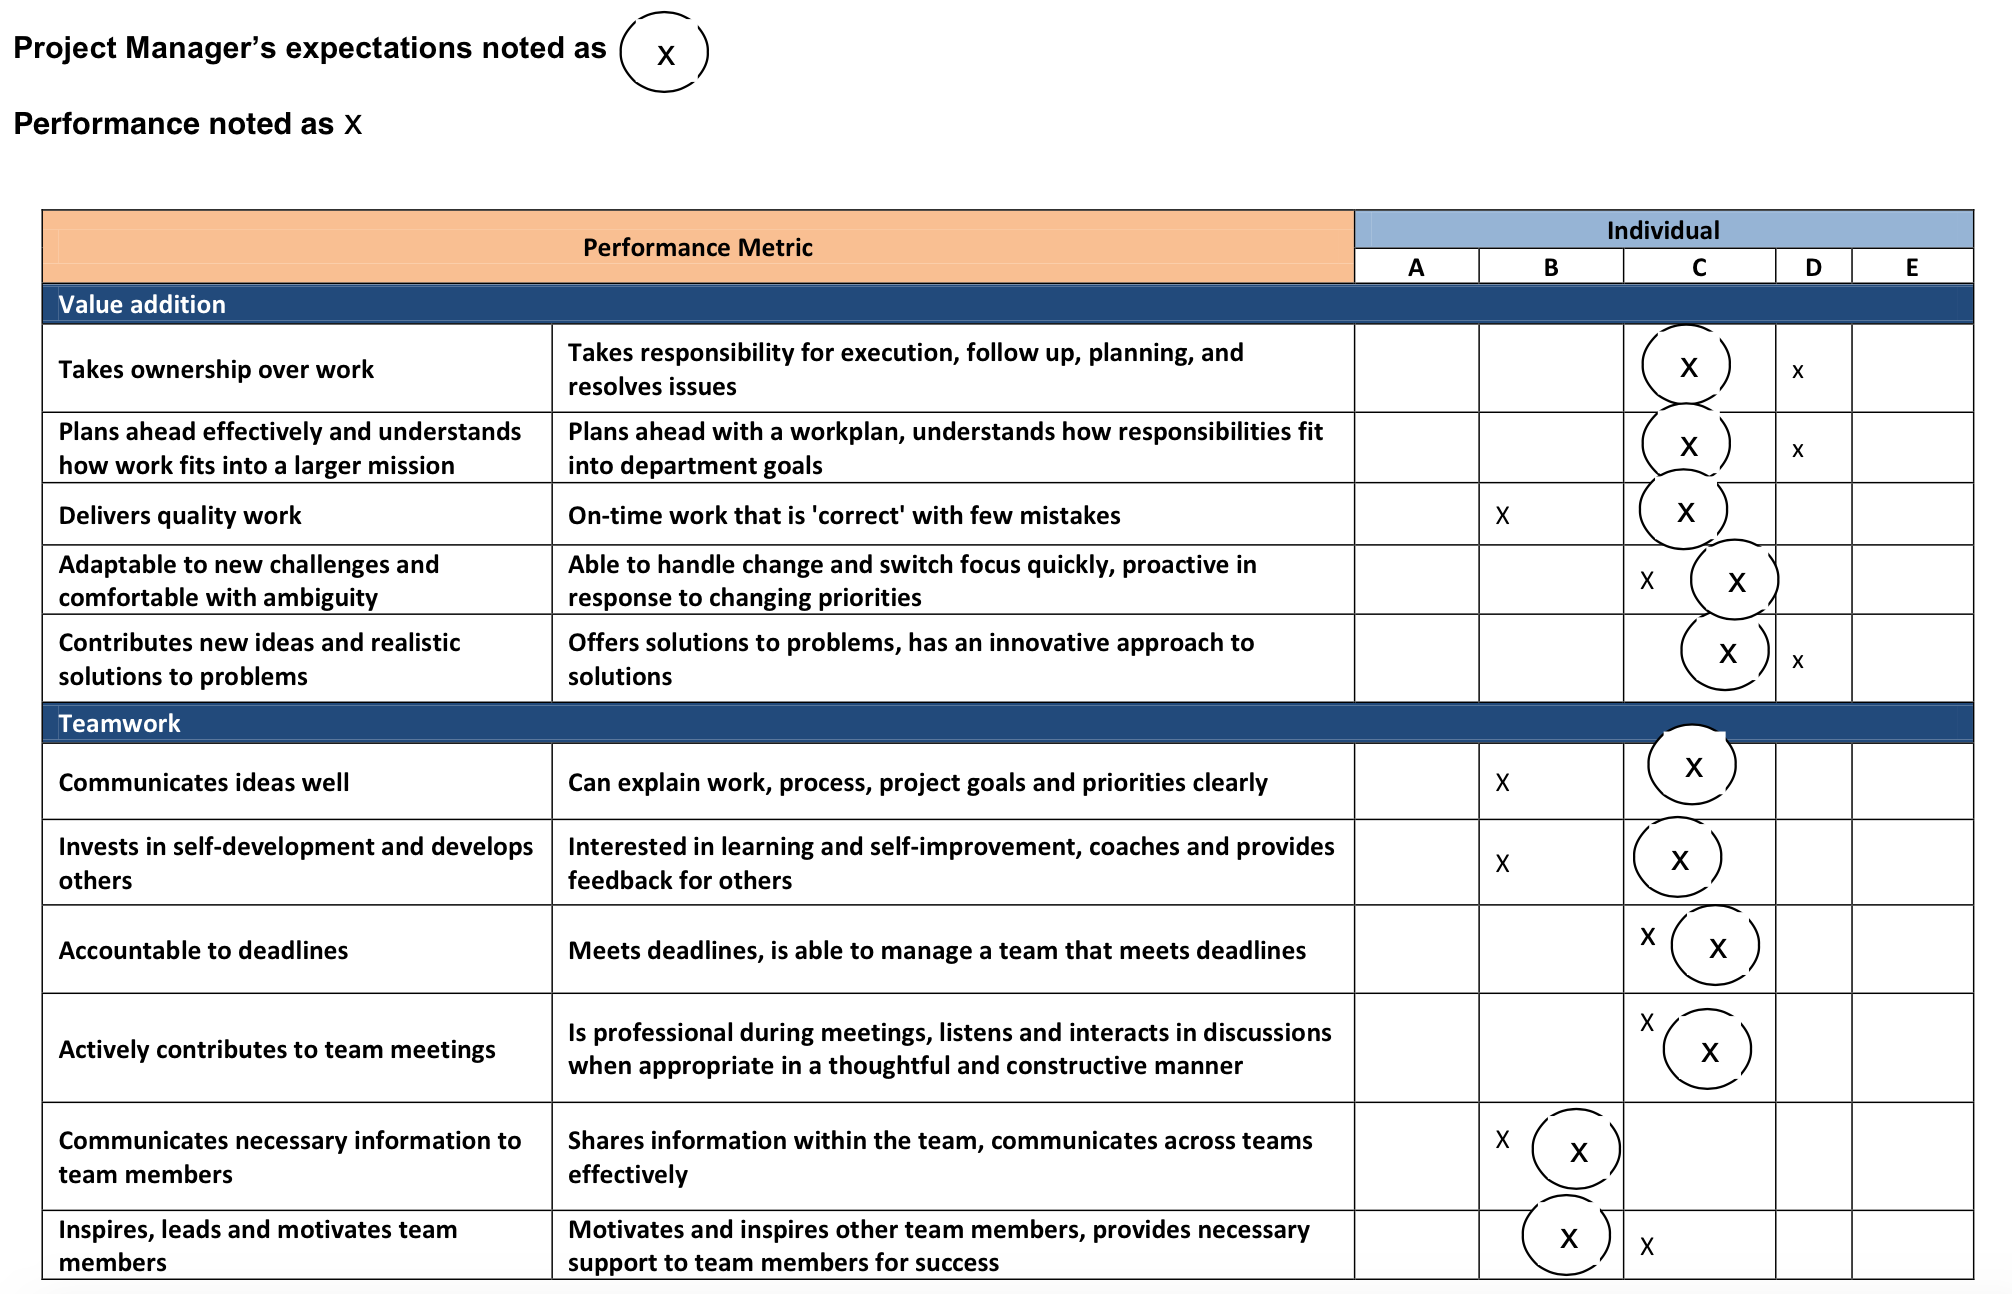 Project Manager’s expectations noted as X
Performance noted as X
Performance Metric
Individual
A B C D E
Value addition
Takes ownership over work
Takes responsibility for execution, follow up, planning, and
resolves issues
X x
Plans ahead effectively and understands
how work fits into a larger mission
Plans ahead with a workplan, understands how responsibilities fit
into department goals
X x
Delivers quality work
On-time work that is 'correct' with few mistakes
X X
Adaptable to new challenges and
comfortable with ambiguity
Able to handle change and switch focus quickly, proactive in
response to changing priorities
X X
Contributes new ideas and realistic
solutions to problems
Offers solutions to problems, has an innovative approach to
solutions
X x
Teamwork
Communicates ideas well
Can explain work, process, project goals and priorities clearly
X X
Invests in self-development and develops
others
Interested in learning and self-improvement, coaches and provides
feedback for others
X X
Accountable to deadlines
Meets deadlines, is able to manage a team that meets deadlines
X X
Actively contributes to team meetings
Is professional during meetings, listens and interacts in discussions
when appropriate in a thoughtful and constructive manner
X X
Communicates necessary information to
team members
Shares information within the team, communicates across teams
effectively
X X
Inspires, leads and motivates team
members
Motivates and inspires other team members, provides necessary
support to team members for success
X X